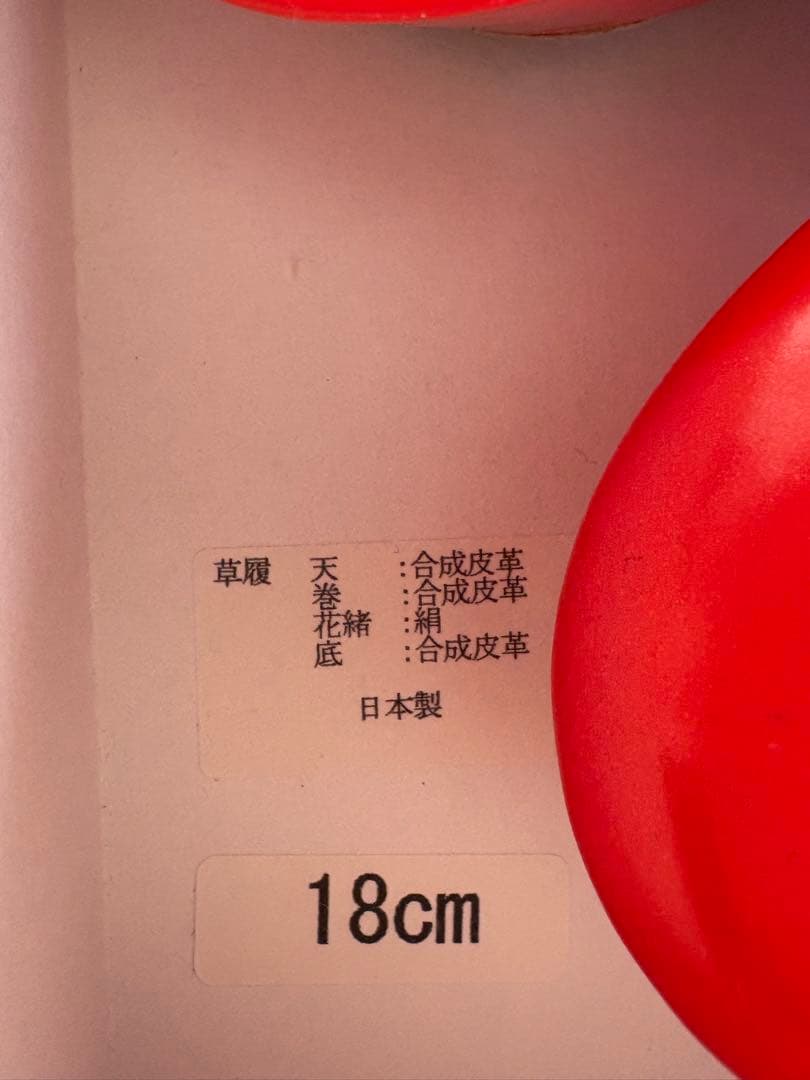 草履 天 :合成皮革
巻 :合成皮革
花緒 :絹
底 :合成皮革
日本製
18cm